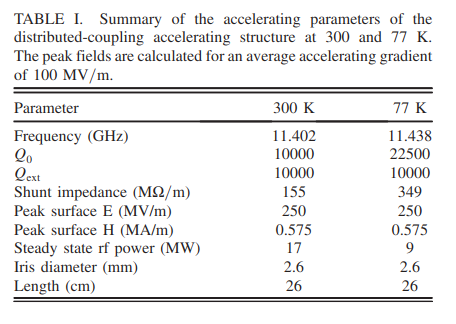 TABLE I. Summary of the accelerating parameters of the
distributed-coupling accelerating structure at 300 and 77 K.
The peak fields are calculated for an average accelerating gradient
of 100 MV/m.
Parameter 300 K 77 K
Frequency (GHz) 11.402 11.438
Q0 10000 22500
Qext 10000 10000
Shunt impedance (MΩ/m) 155 349
Peak surface E (MV/m) 250 250
Peak surface H (MA/m) 0.575 0.575
Steady state rf power (MW) 17 9
Iris diameter (mm) 2.6 2.6
Length (cm) 26 26